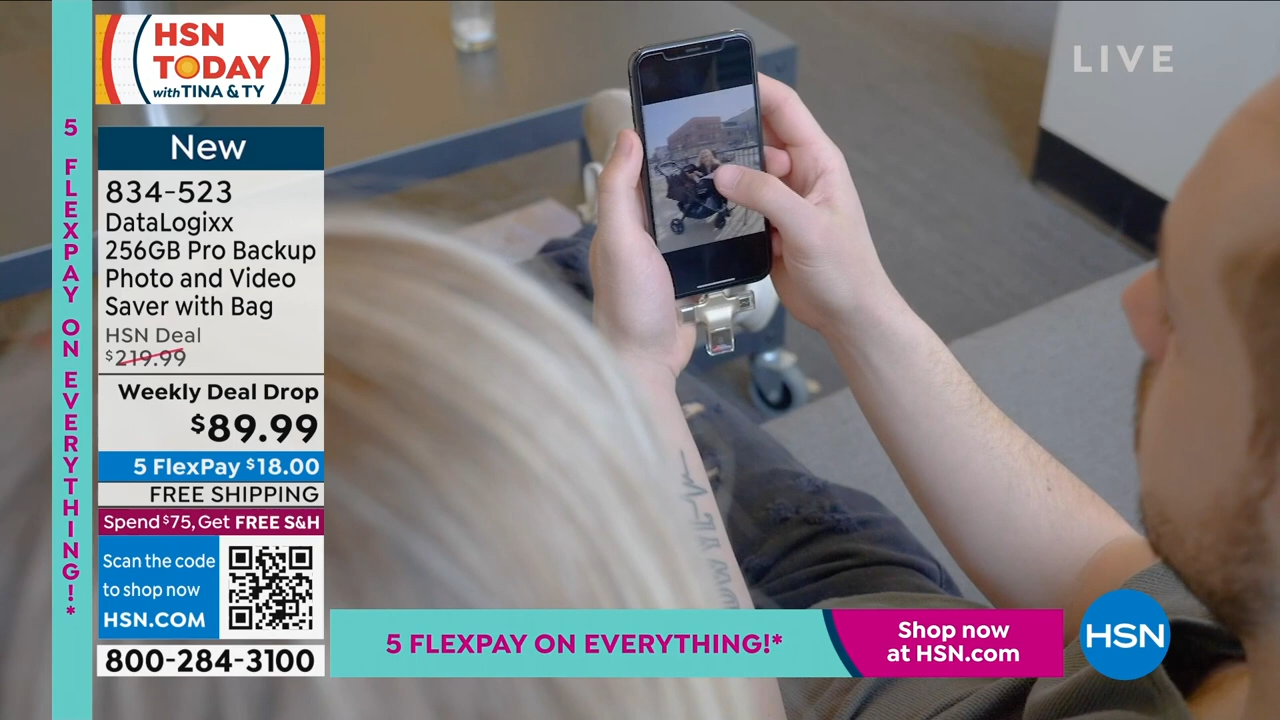 HSN
TODAY
with TINA & TY
LIVE
5 FLEXPAY ON EVERYTHING!*
New
834-523
DataLogixx
256GB Pro Backup
Photo and Video
Saver with Bag
HSN Deal
$219.99
Weekly Deal Drop
$89.99
5 FlexPay $18.00
FREE SHIPPING
Spend $75, Get FREE S&H
Scan the code
to shop now
HSN.COM
800-284-3100
5 FLEXPAY ON EVERYTHING!*
Shop now
at HSN.com
HSN